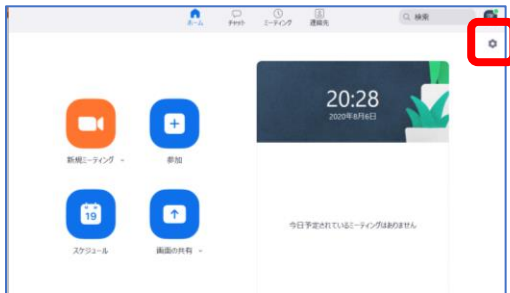 ホーム チャット ミーティング 連絡先 検索
20:28
2020年8月6日
新規ミーティング 参加
19
スケジュール 画面の共有
今日予定されているミーティングはありません